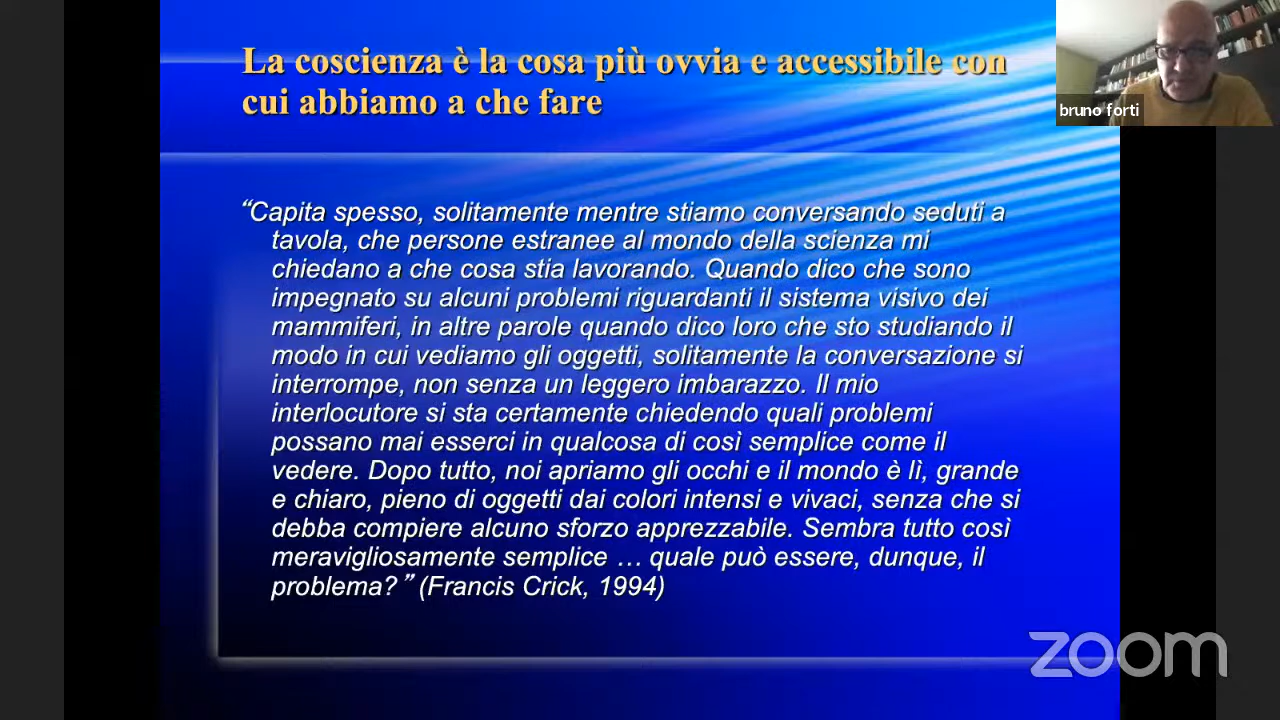 La coscienza è la cosa più ovvia e accessibile con
cui abbiamo a che fare
bruno forti
“Capita spesso, solitamente mentre stiamo conversando seduti a
tavola, che persone estranee al mondo della scienza mi
chiedano a che cosa stia lavorando. Quando dico che sono
impegnato su alcuni problemi riguardanti il sistema visivo dei
mammiferi, in altre parole quando dico loro che sto studiando il
modo in cui vediamo gli oggetti, solitamente la conversazione si
interrompe, non senza un leggero imbarazzo. Il mio
interlocutore si sta certamente chiedendo quali problemi
possano mai esserci in qualcosa di così semplice come il
vedere. Dopo tutto, noi apriamo gli occhi e il mondo è lì, grande
e chiaro, pieno di oggetti dai colori intensi e vivaci, senza che si
debba compiere alcuno sforzo apprezzabile. Sembra tutto così
meravigliosamente semplice … quale può essere, dunque, il
problema?” (Francis Crick, 1994)
zoom